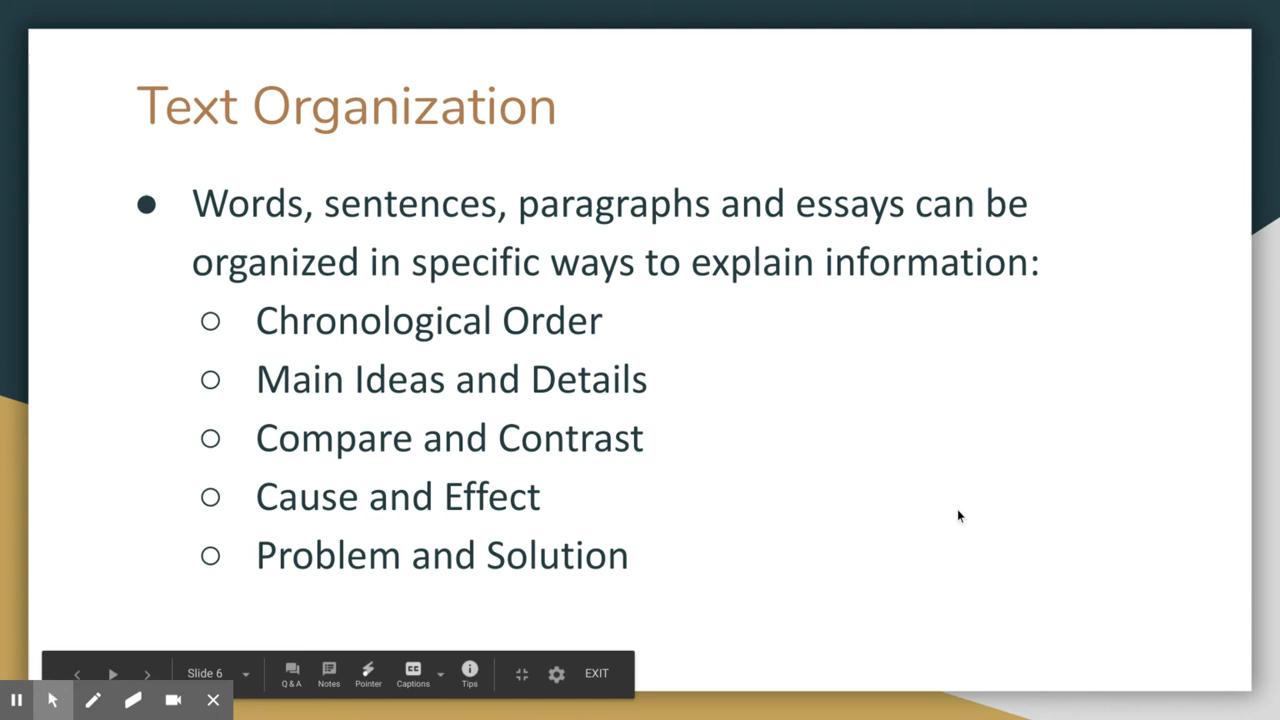 Text Organization
● Words, sentences, paragraphs and essays can be
organized in specific ways to explain information:
○ Chronological Order
○ Main Ideas and Details
○ Compare and Contrast
○ Cause and Effect
○ Problem and Solution
Slide 6
Q & A
Notes
Pointer
CC
Captions
Tips
EXIT